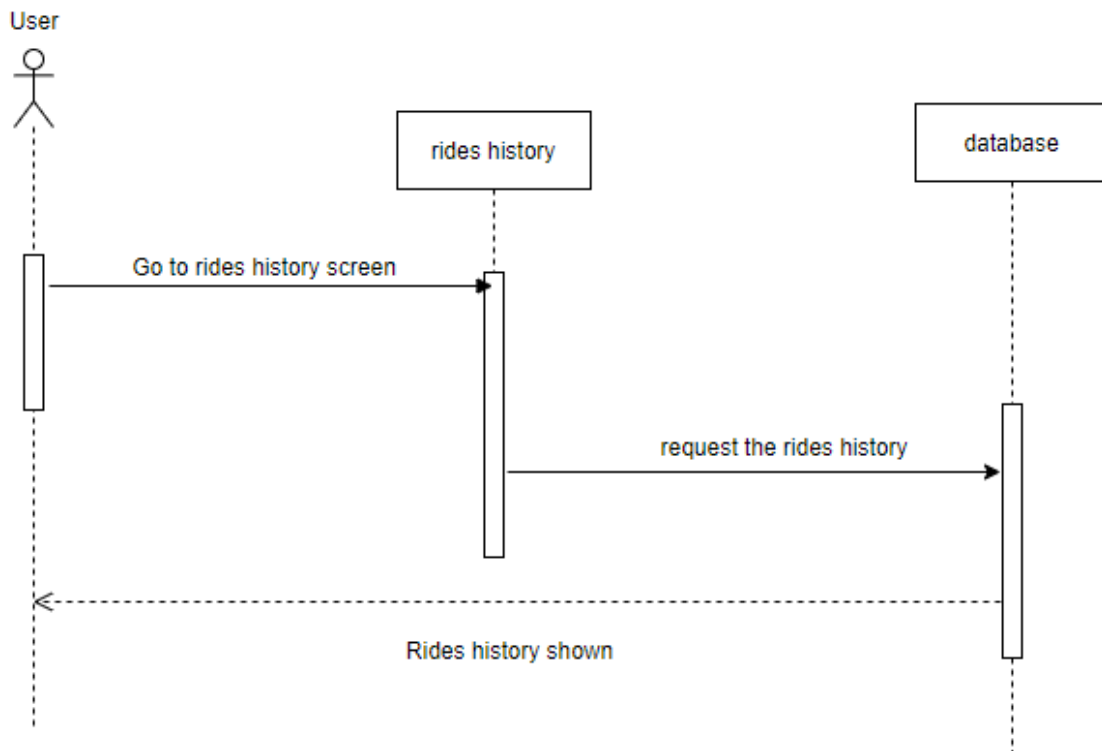 User
rides history
database
Go to rides history screen
request the rides history
Rides history shown